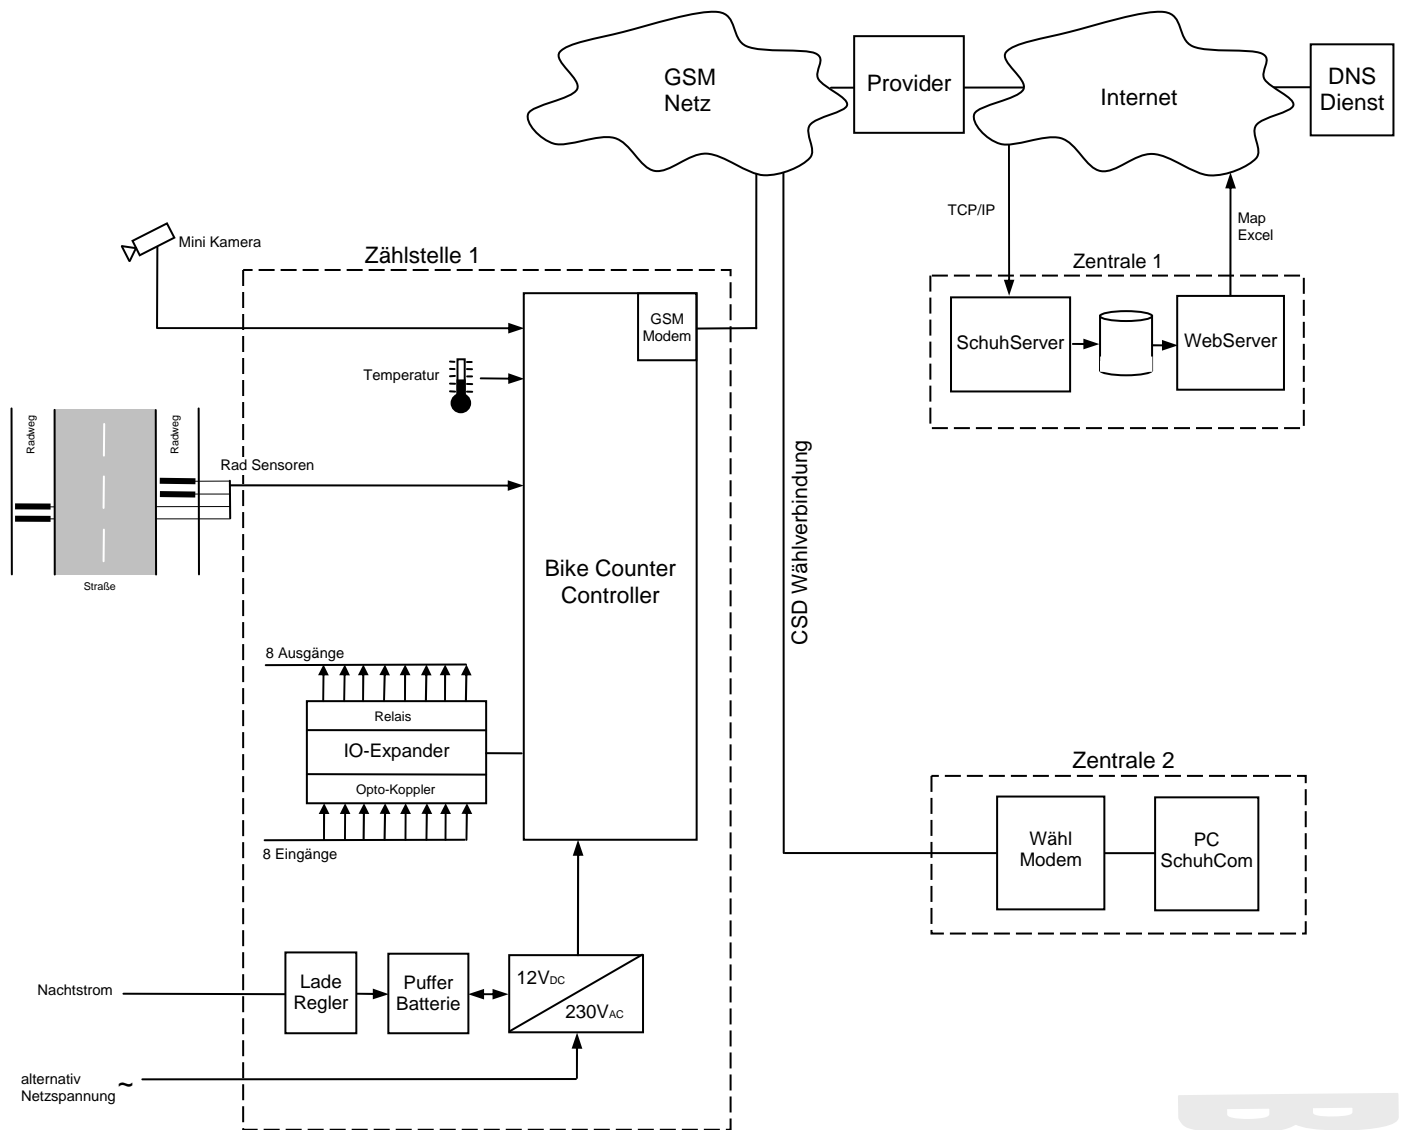 GSM
Netz
Provider
Internet
DNS
Dienst
TCP/IP
Map
Excel
Mini Kamera
Zählstelle 1
Zentrale 1
GSM
Modem
SchuhServer
WebServer
Temperatur
Radweg
Radweg
Rad Sensoren
Straße
Bike Counter
Controller
CSD Wählverbindung
8 Ausgänge
Relais
IO-Expander
Opto-Koppler
8 Eingänge
Zentrale 2
Wähl
Modem
PC
SchuhCom
Nachtstrom
Lade
Regler
Puffer
Batterie
12VDC
230VAC
alternativ
Netzspannung ~